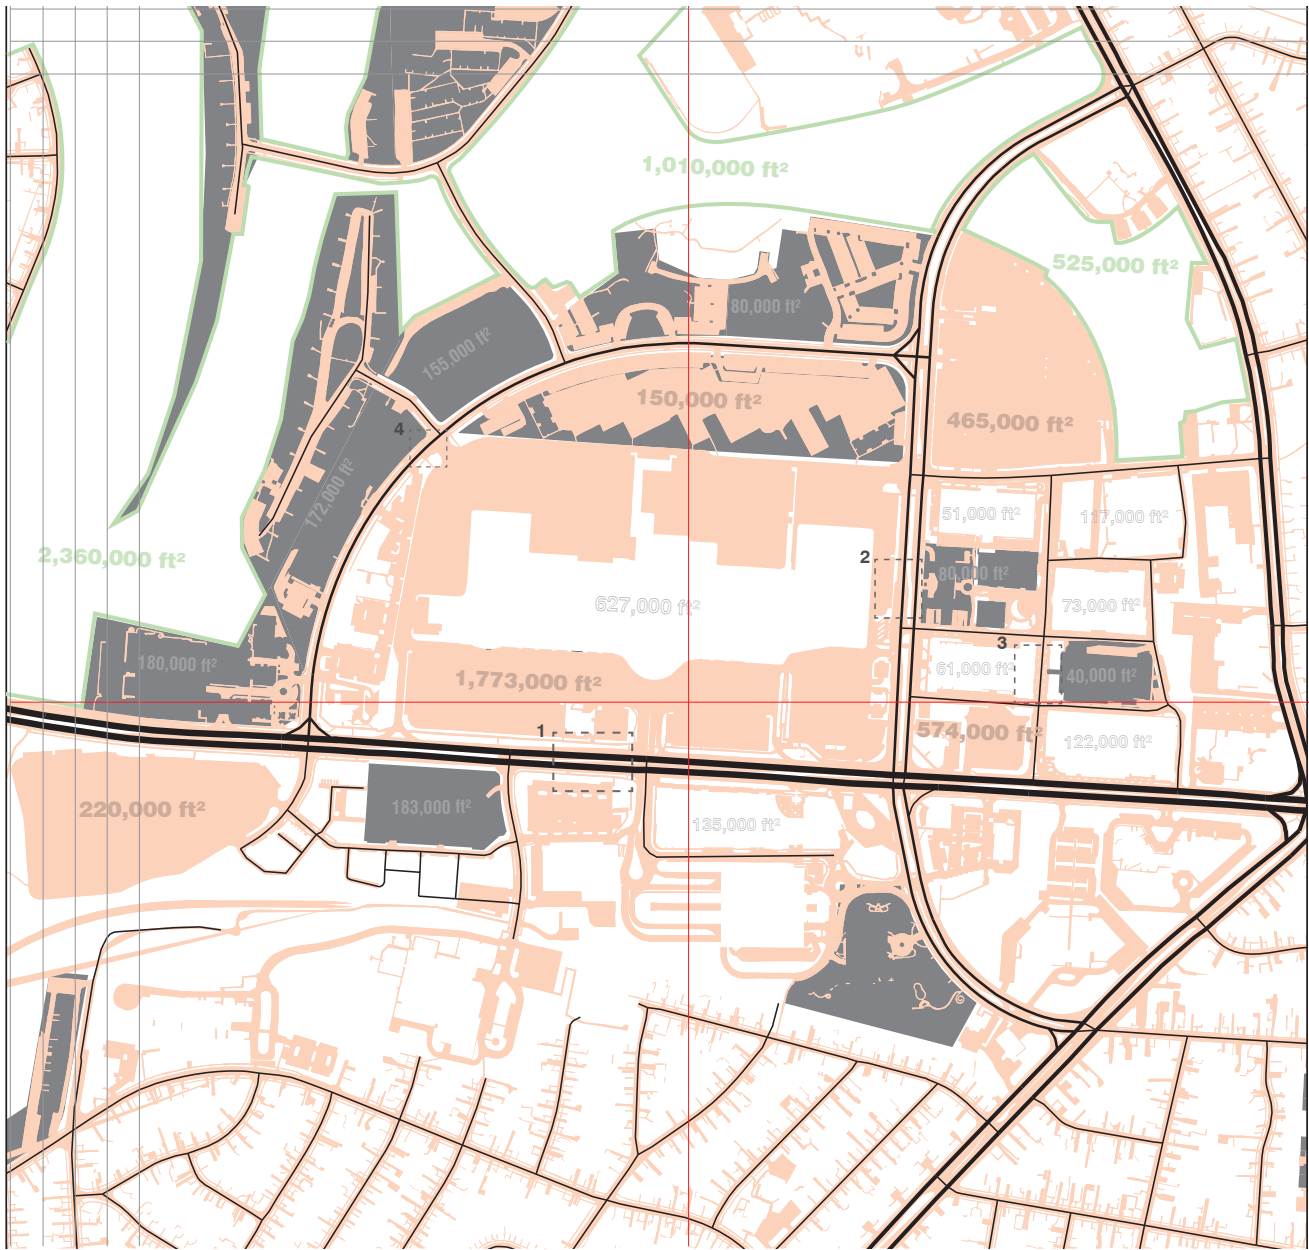 1,010,000 ft²
525,000 ft²
80,000 ft²
155,000 ft²
150,000 ft²
465,000 ft²
4
172,000 ft²
51,000 ft²
117,000 ft²
2,360,000 ft²
2
80,000 ft²
627,000 ft²
73,000 ft²
3
180,000 ft²
61,000 ft²
40,000 ft²
1,773,000 ft²
1
574,000 ft²
122,000 ft²
220,000 ft²
183,000 ft²
135,000 ft²